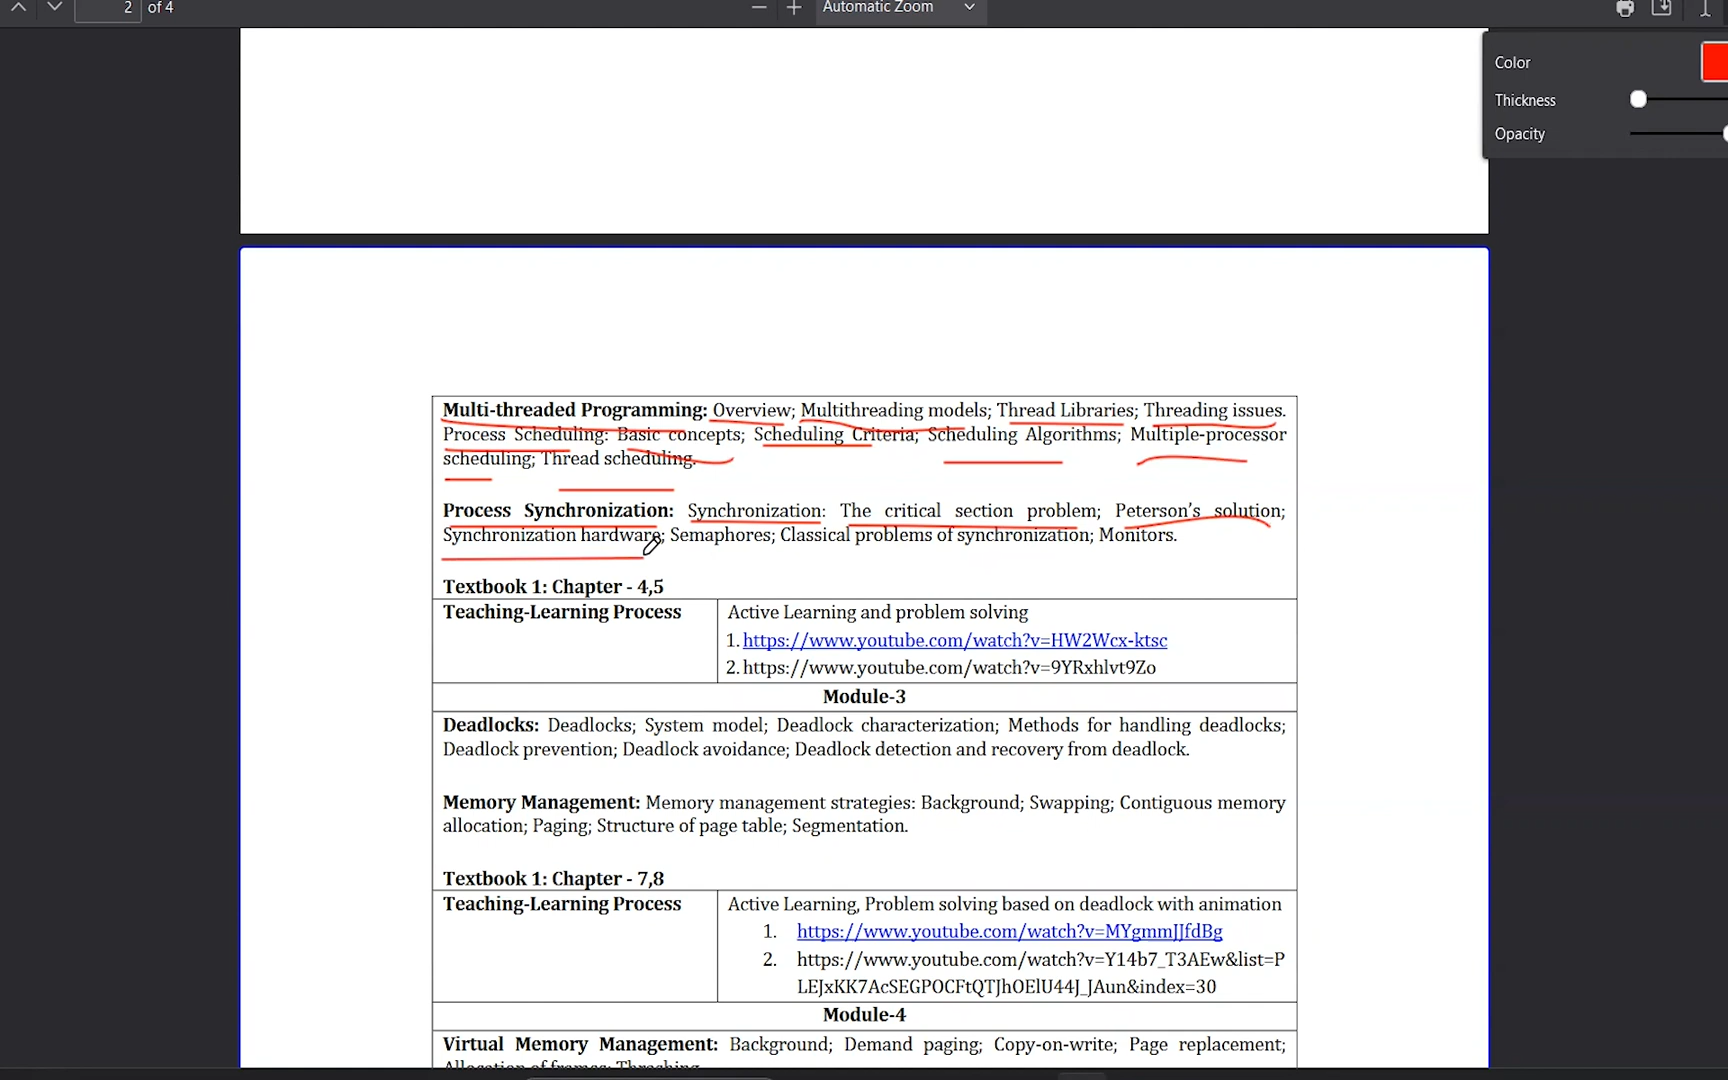 2 of 4
Automatic Zoom
Color
Thickness
Opacity
Multi-threaded Programming: Overview; Multithreading models; Thread Libraries; Threading issues.
Process Scheduling: Basic concepts; Scheduling Criteria; Scheduling Algorithms; Multiple-processor
scheduling; Thread scheduling.
Process Synchronization: Synchronization: The critical section problem; Peterson's solution;
Synchronization hardware; Semaphores; Classical problems of synchronization; Monitors.
Textbook 1: Chapter - 4,5
Teaching-Learning Process
Active Learning and problem solving
1. https://www.youtube.com/watch?v=HW2Wcx-ktsc
2. https://www.youtube.com/watch?v=9YRxhlvt9Zo
Module-3
Deadlocks: Deadlocks; System model; Deadlock characterization; Methods for handling deadlocks;
Deadlock prevention; Deadlock avoidance; Deadlock detection and recovery from deadlock.
Memory Management: Memory management strategies: Background; Swapping; Contiguous memory
allocation; Paging; Structure of page table; Segmentation.
Textbook 1: Chapter - 7,8
Teaching-Learning Process
Active Learning, Problem solving based on deadlock with animation
1. https://www.youtube.com/watch?v=MYgmmJJfdBg
2. https://www.youtube.com/watch?v=Y14b7_T3AEw&list=P
LEJxKK7AcSEGPOCFtQTJhOElU44J_JAun&index=30
Module-4
Virtual Memory Management: Background; Demand paging; Copy-on-write; Page replacement;
Allocation of frames; Thrashing.